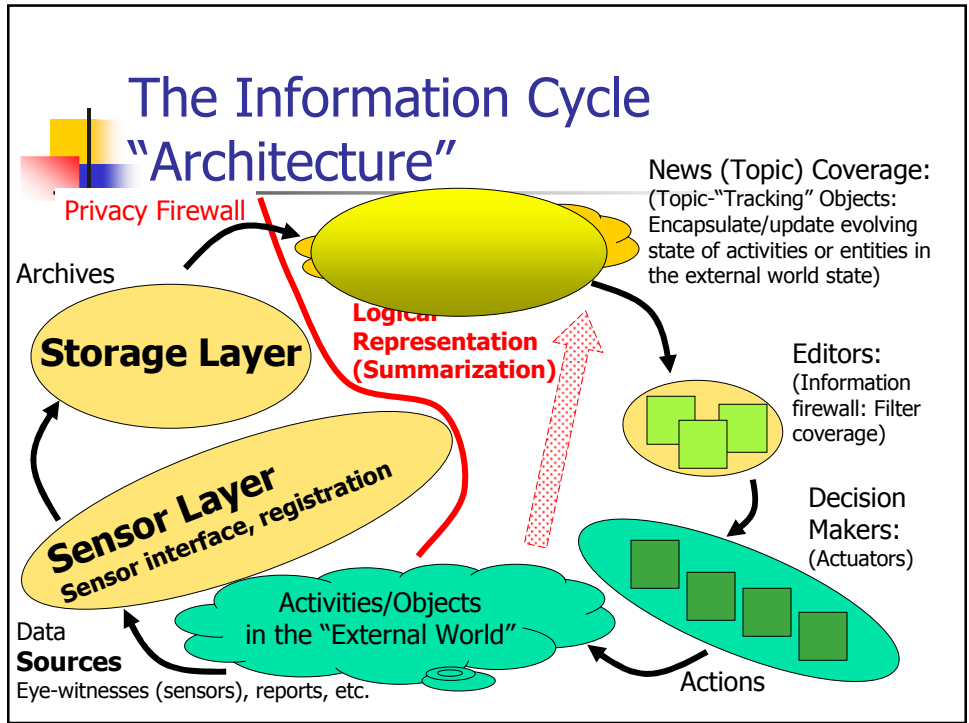 The Information Cycle
“Architecture”
Privacy Firewall
News (Topic) Coverage:
(Topic-“Tracking” Objects:
Encapsulate/update evolving
state of activities or entities in
the external world state)
Archives
Storage Layer
Logical
Representation
(Summarization)
Editors:
(Information
firewall: Filter
coverage)
Sensor Layer
Sensor interface, registration
Decision
Makers:
(Actuators)
Activities/Objects
in the “External World”
Data
Sources
Eye-witnesses (sensors), reports, etc.
Actions